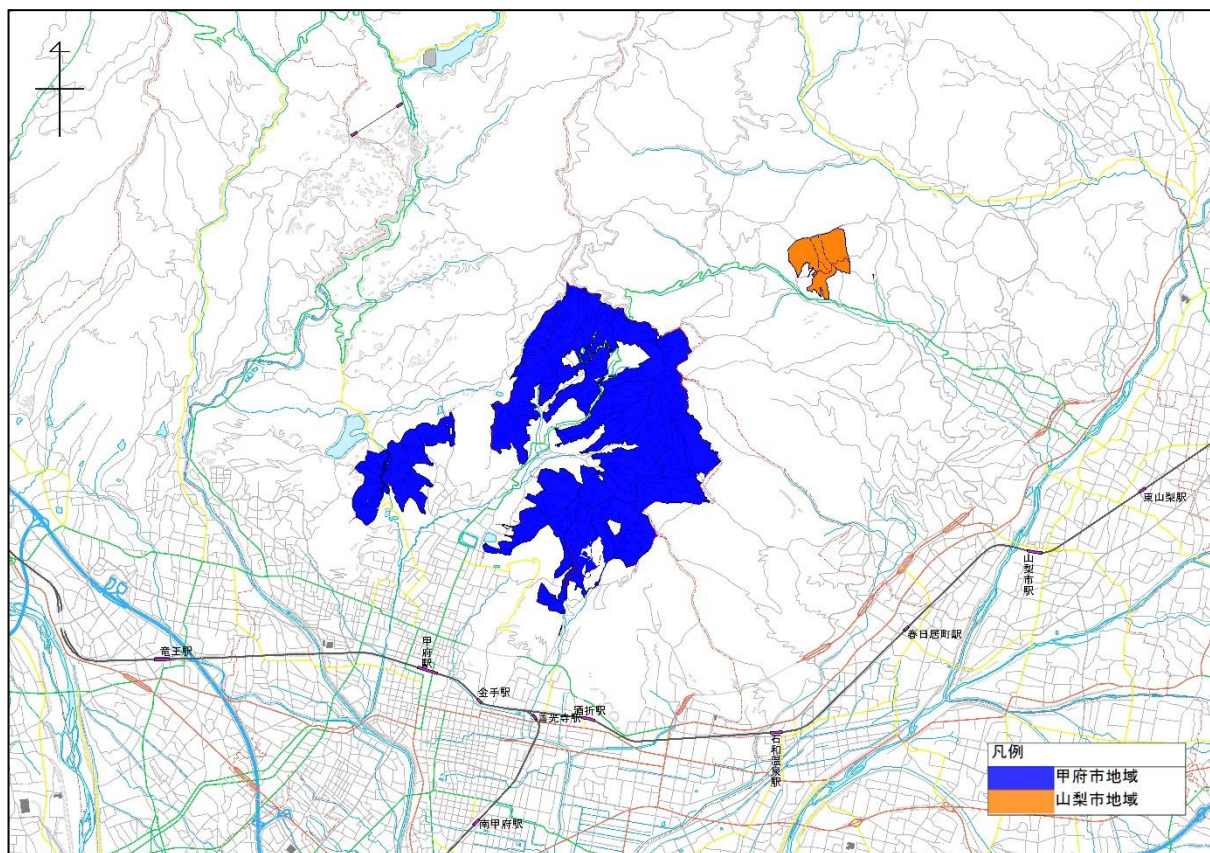 4
東山梨駅
山梨市駅
春日居町駅
竜王駅
甲府駅
金手駅
善光寺駅
酒折駅
石和温泉駅
南甲府駅
凡例
甲府市地域
山梨市地域